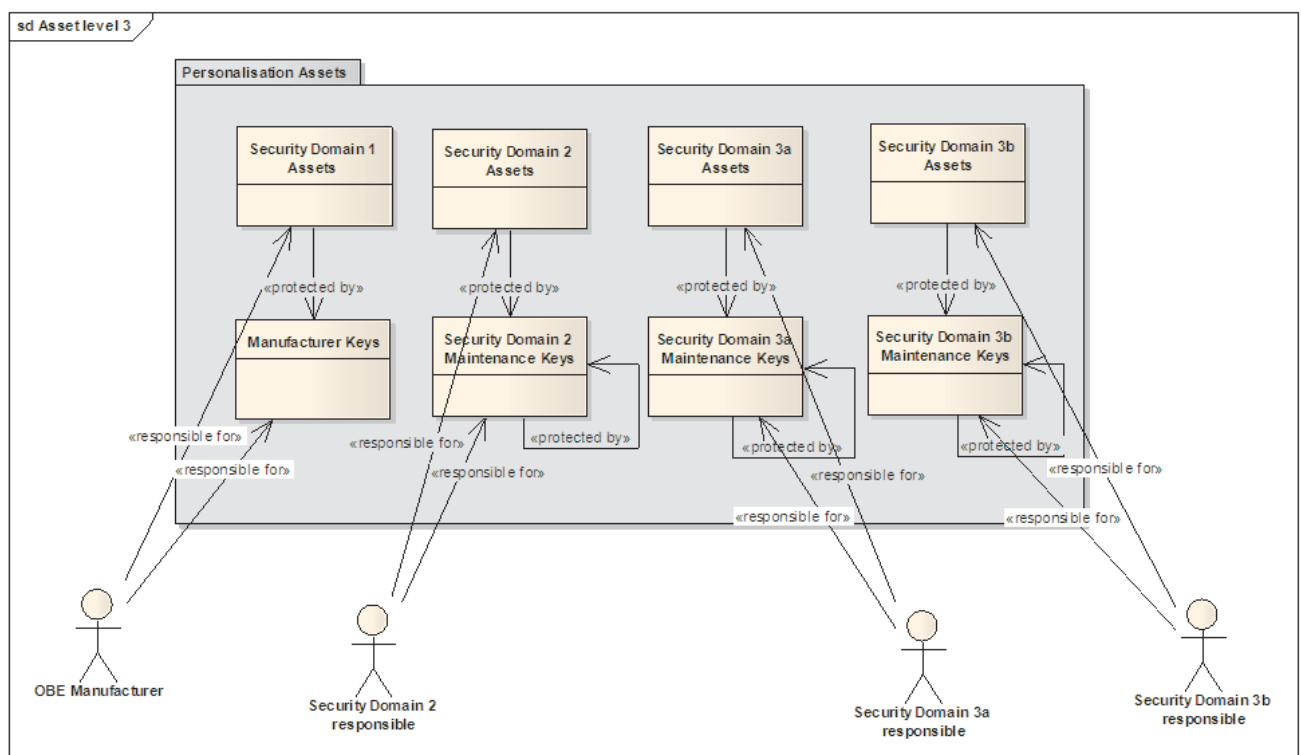 sd Asset level 3
Personalisation Assets
Security Domain 1
Assets
Security Domain 2
Assets
Security Domain 3a
Assets
Security Domain 3b
Assets
«protected by»
«protected by»
«protected by»
«protected by»
Manufacturer Keys
Security Domain 2
Maintenance Keys
Security Domain 3a
Maintenance Keys
Security Domain 3b
Maintenance Keys
«responsible for»
«responsible for»
«protected by»
«protected by»
«protected by»
«responsible for»
«responsible for»
«responsible for»
«responsible for»
«responsible for»
«responsible for»
OBE Manufacturer
Security Domain 2
responsible
Security Domain 3a
responsible
Security Domain 3b
responsible